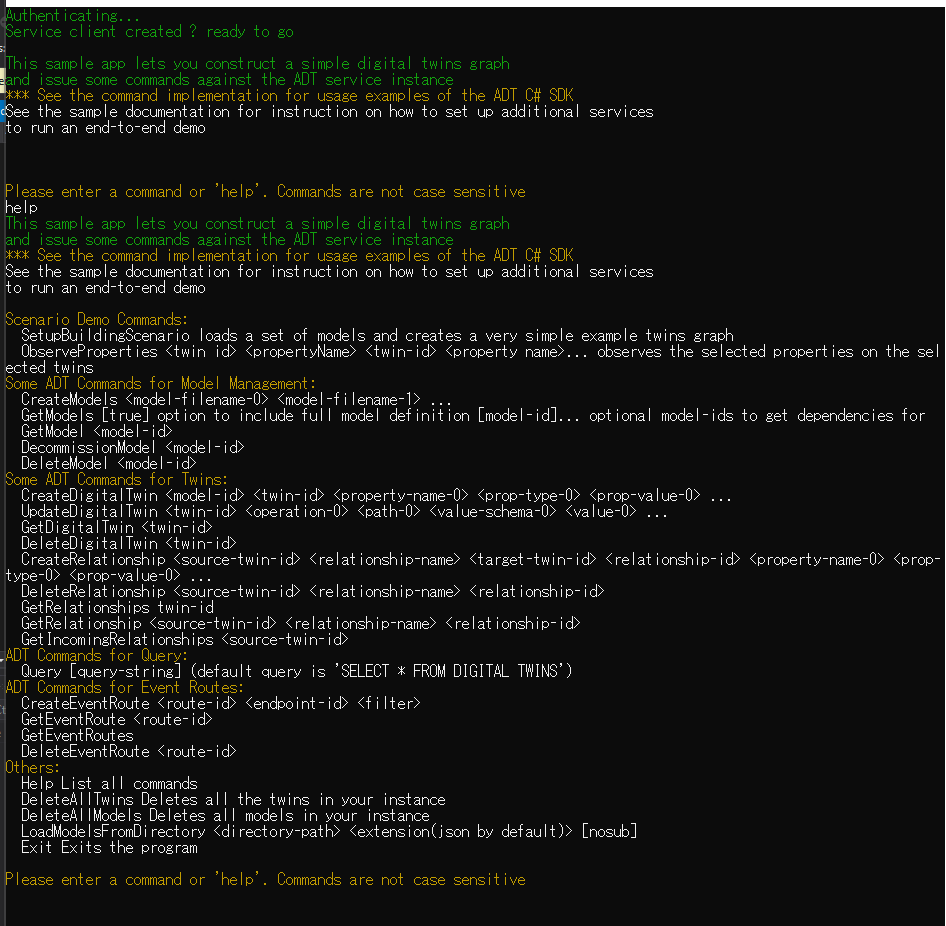 Authenticating...
Service client created ? ready to go
This sample app lets you construct a simple digital twins graph
and issue some commands against the ADT service instance
*** See the command implementation for usage examples of the ADT C# SDK
See the sample documentation for instruction on how to set up additional services
to run an end-to-end demo
Please enter a command or 'help'. Commands are not case sensitive
help
This sample app lets you construct a simple digital twins graph
and issue some commands against the ADT service instance
*** See the command implementation for usage examples of the ADT C# SDK
See the sample documentation for instruction on how to set up additional services
to run an end-to-end demo
Scenario Demo Commands:
SetupBuildingScenario loads a set of models and creates a very simple example twins graph
ObserveProperties <twin id> <propertyName> <twin-id> <property name>... observes the selected properties on the sel
ected twins
Some ADT Commands for Model Management:
CreateModels <model-filename-0> <model-filename-1> ...
GetModels [true] option to include full model definition [model-id]... optional model-ids to get dependencies for
GetModel <model-id>
DecommissionModel <model-id>
DeleteModel <model-id>
Some ADT Commands for Twins:
CreateDigitalTwin <model-id> <twin-id> <property-name-0> <prop-type-0> <prop-value-0> ...
UpdateDigitalTwin <twin-id> <operation-0> <path-0> <value-schema-0> <value-0> ...
GetDigitalTwin <twin-id>
DeleteDigitalTwin <twin-id>
CreateRelationship <source-twin-id> <relationship-name> <target-twin-id> <relationship-id> <property-name-0> <prop-
type-0> <prop-value-0> ...
DeleteRelationship <source-twin-id> <relationship-name> <relationship-id>
GetRelationships twin-id
GetRelationship <source-twin-id> <relationship-name> <relationship-id>
GetIncomingRelationships <source-twin-id>
ADT Commands for Query:
Query [query-string] (default query is 'SELECT * FROM DIGITAL TWINS')
ADT Commands for Event Routes:
CreateEventRoute <route-id> <endpoint-id> <filter>
GetEventRoute <route-id>
GetEventRoutes
DeleteEventRoute <route-id>
Others:
Help List all commands
DeleteAllTwins Deletes all the twins in your instance
DeleteAllModels Deletes all models in your instance
LoadModelsFromDirectory <directory-path> <extension(json by default)> [nosub]
Exit Exits the program
Please enter a command or 'help'. Commands are not case sensitive